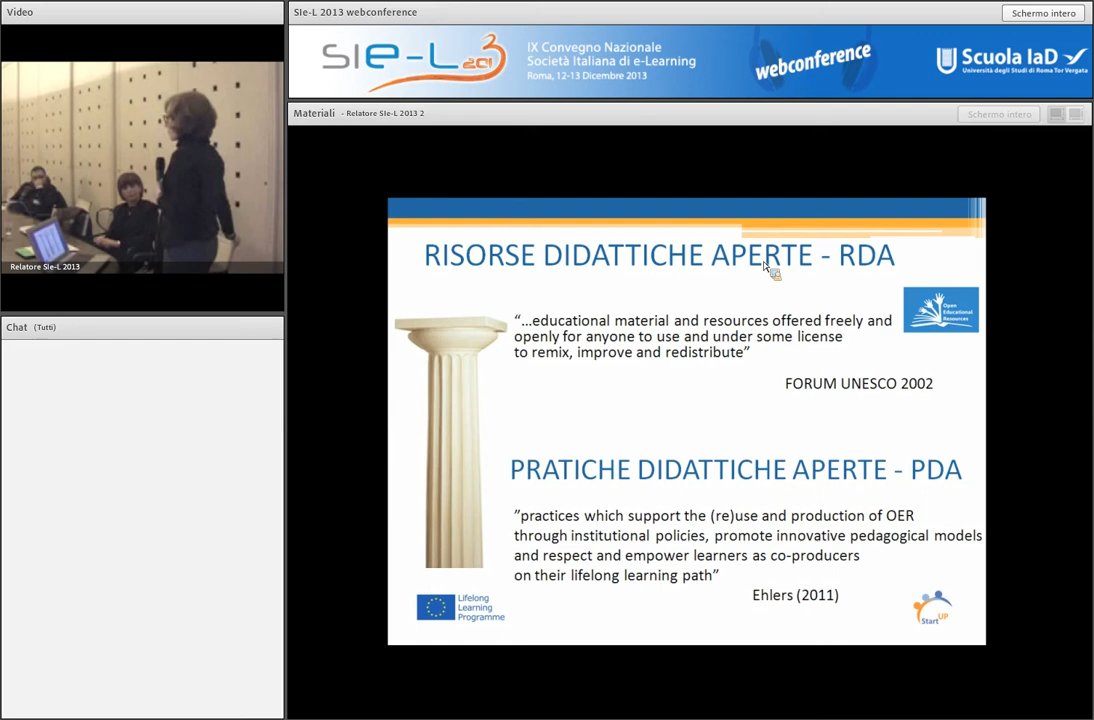 Video
SIe-L 2013 webconference
Schermo intero
SIe-L 2013
IX Convegno Nazionale
Società Italiana di e-Learning
Roma, 12-13 Dicembre 2013
webconference
Scuola IaD
Università degli Studi di Roma Tor Vergata
Materiali - Relatore SIe-L 2013 2
Schermo intero
Relatore SIe-L 2013
Chat (Tutti)
RISORSE DIDATTICHE APERTE - RDA
Open
Educational
Resources
“...educational material and resources offered freely and
openly for anyone to use and under some license
to remix, improve and redistribute”
FORUM UNESCO 2002
PRATICHE DIDATTICHE APERTE - PDA
”practices which support the (re)use and production of OER
through institutional policies, promote innovative pedagogical models
and respect and empower learners as co-producers
on their lifelong learning path”
Ehlers (2011)
Lifelong
Learning
Programme
StartUP